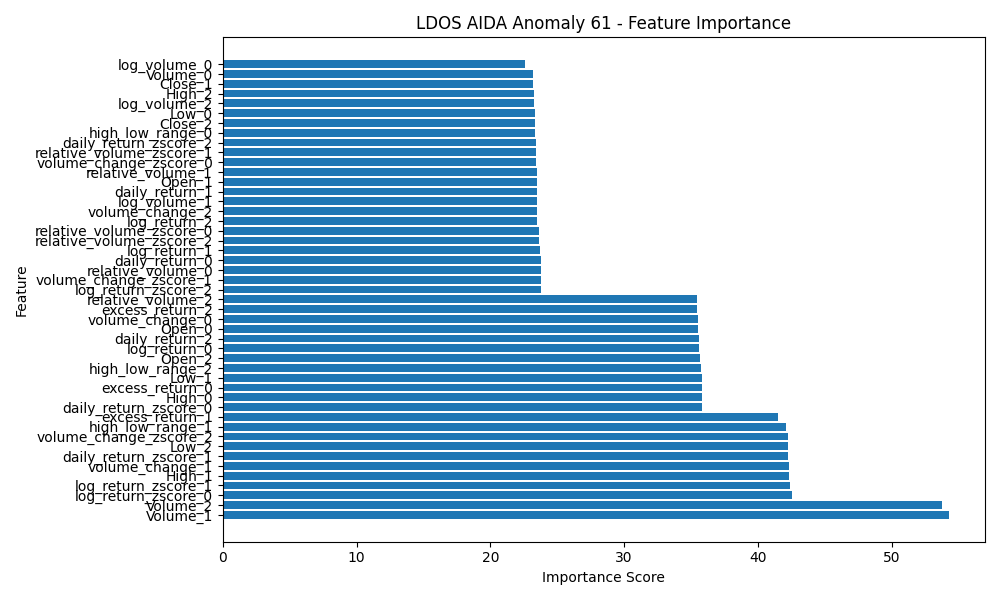 LDOS AIDA Anomaly 61 - Feature Importance
log_volume_0
Volume_0
Close_1
High_2
log_volume_2
Low_0
Close_2
high_low_range_0
daily_return_zscore_2
relative_volume_zscore_1
volume_change_zscore_0
relative_volume_1
Open_1
daily_return_1
log_volume_1
volume_change_2
log_return_2
relative_volume_zscore_0
relative_volume_zscore_2
log_return_1
daily_return_0
relative_volume_0
volume_change_zscore_1
log_return_zscore_2
relative_volume_2
excess_return_2
volume_change_0
Open_0
daily_return_2
log_return_0
Open_2
high_low_range_2
Low_1
excess_return_0
High_0
daily_return_zscore_0
excess_return_1
high_low_range_1
volume_change_zscore_2
Low_2
daily_return_zscore_1
volume_change_1
High_1
log_return_zscore_1
log_return_zscore_0
Volume_2
Volume_1
Feature
0 10 20 30 40 50
Importance Score